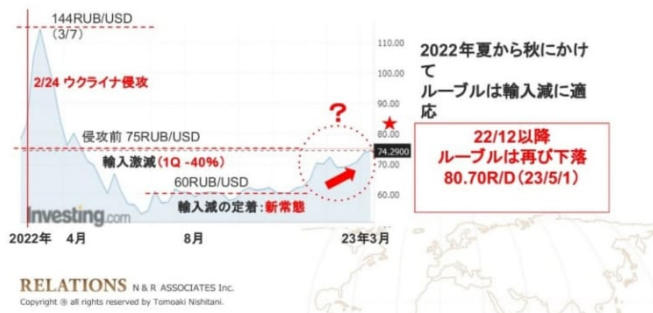 144RUB/USD
(3/7)
110.00
2/24 ウクライナ侵攻
100.00
90.00
侵攻前 75RUB/USD
？
★
80.00
74.2900
輸入激減(1Q -40%)
70.00
60RUB/USD
60.00
輸入減の定着：新常態
Investing.com
2022年 4月 8月 23年3月
2022年夏から秋にかけ
て
ルーブルは輸入減に適
応
22/12以降
ルーブルは再び下落
80.70R/D（23/5/1）
RELATIONS N & R ASSOCIATES Inc.
Copyright ⓡ all rights reserved by Tomoaki Nishitani.